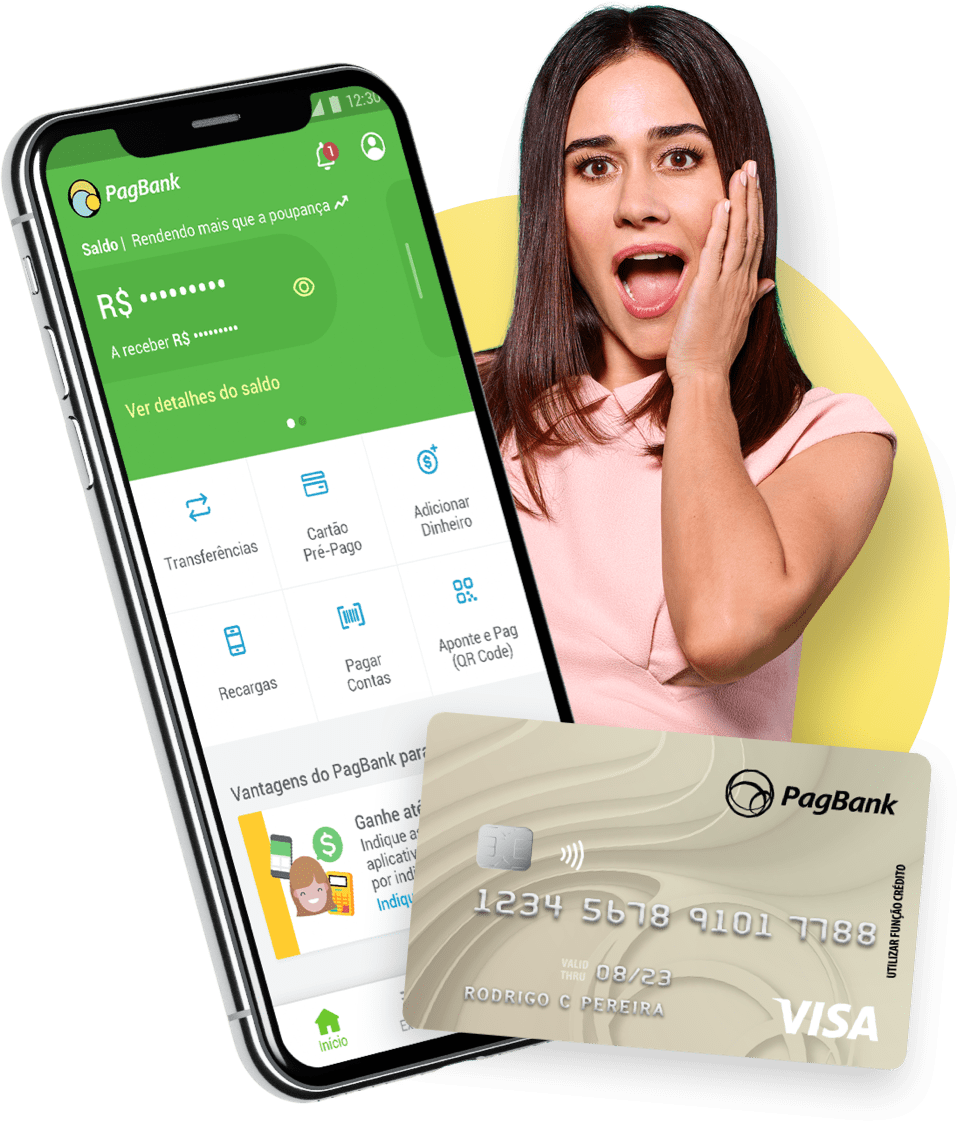 12:30
1
PagBank
Saldo | Rendendo mais que a poupança
R$ •••••••••
A receber R$ •••••••••
Ver detalhes do saldo
Transferências
Cartão
Pré-Pago
Adicionar
Dinheiro
Recargas
Pagar
Contas
Aponte e Pag
(QR Code)
Vantagens do PagBank para
Ganhe até
Indique
aplicativ
por indi
Indiqu
Início
PagBank
1234 5678 9101 7788
VALID
THRU 08/23
RODRIGO C PEREIRA
UTILIZAR FUNÇÃO CRÉDITO
VISA